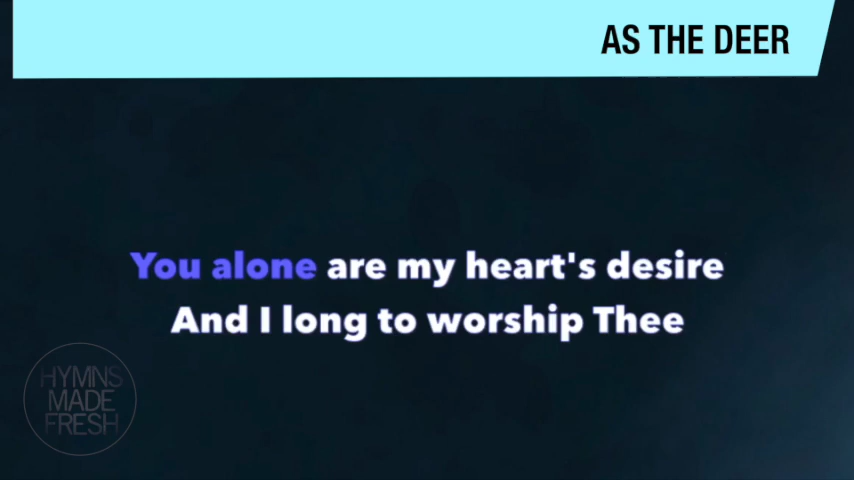 AS THE DEER
You alone are my heart's desire
And I long to worship Thee
HYMNS
MADE
FRESH